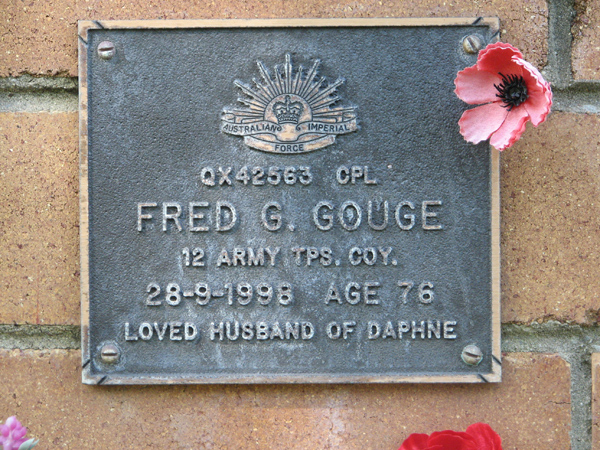 AUSTRALIAN IMPERIAL
FORCE
QX42563 CPL
FRED G. GOUGE
12 ARMY TPS. COY.
28-9-1998 AGE 76
LOVED HUSBAND OF DAPHNE